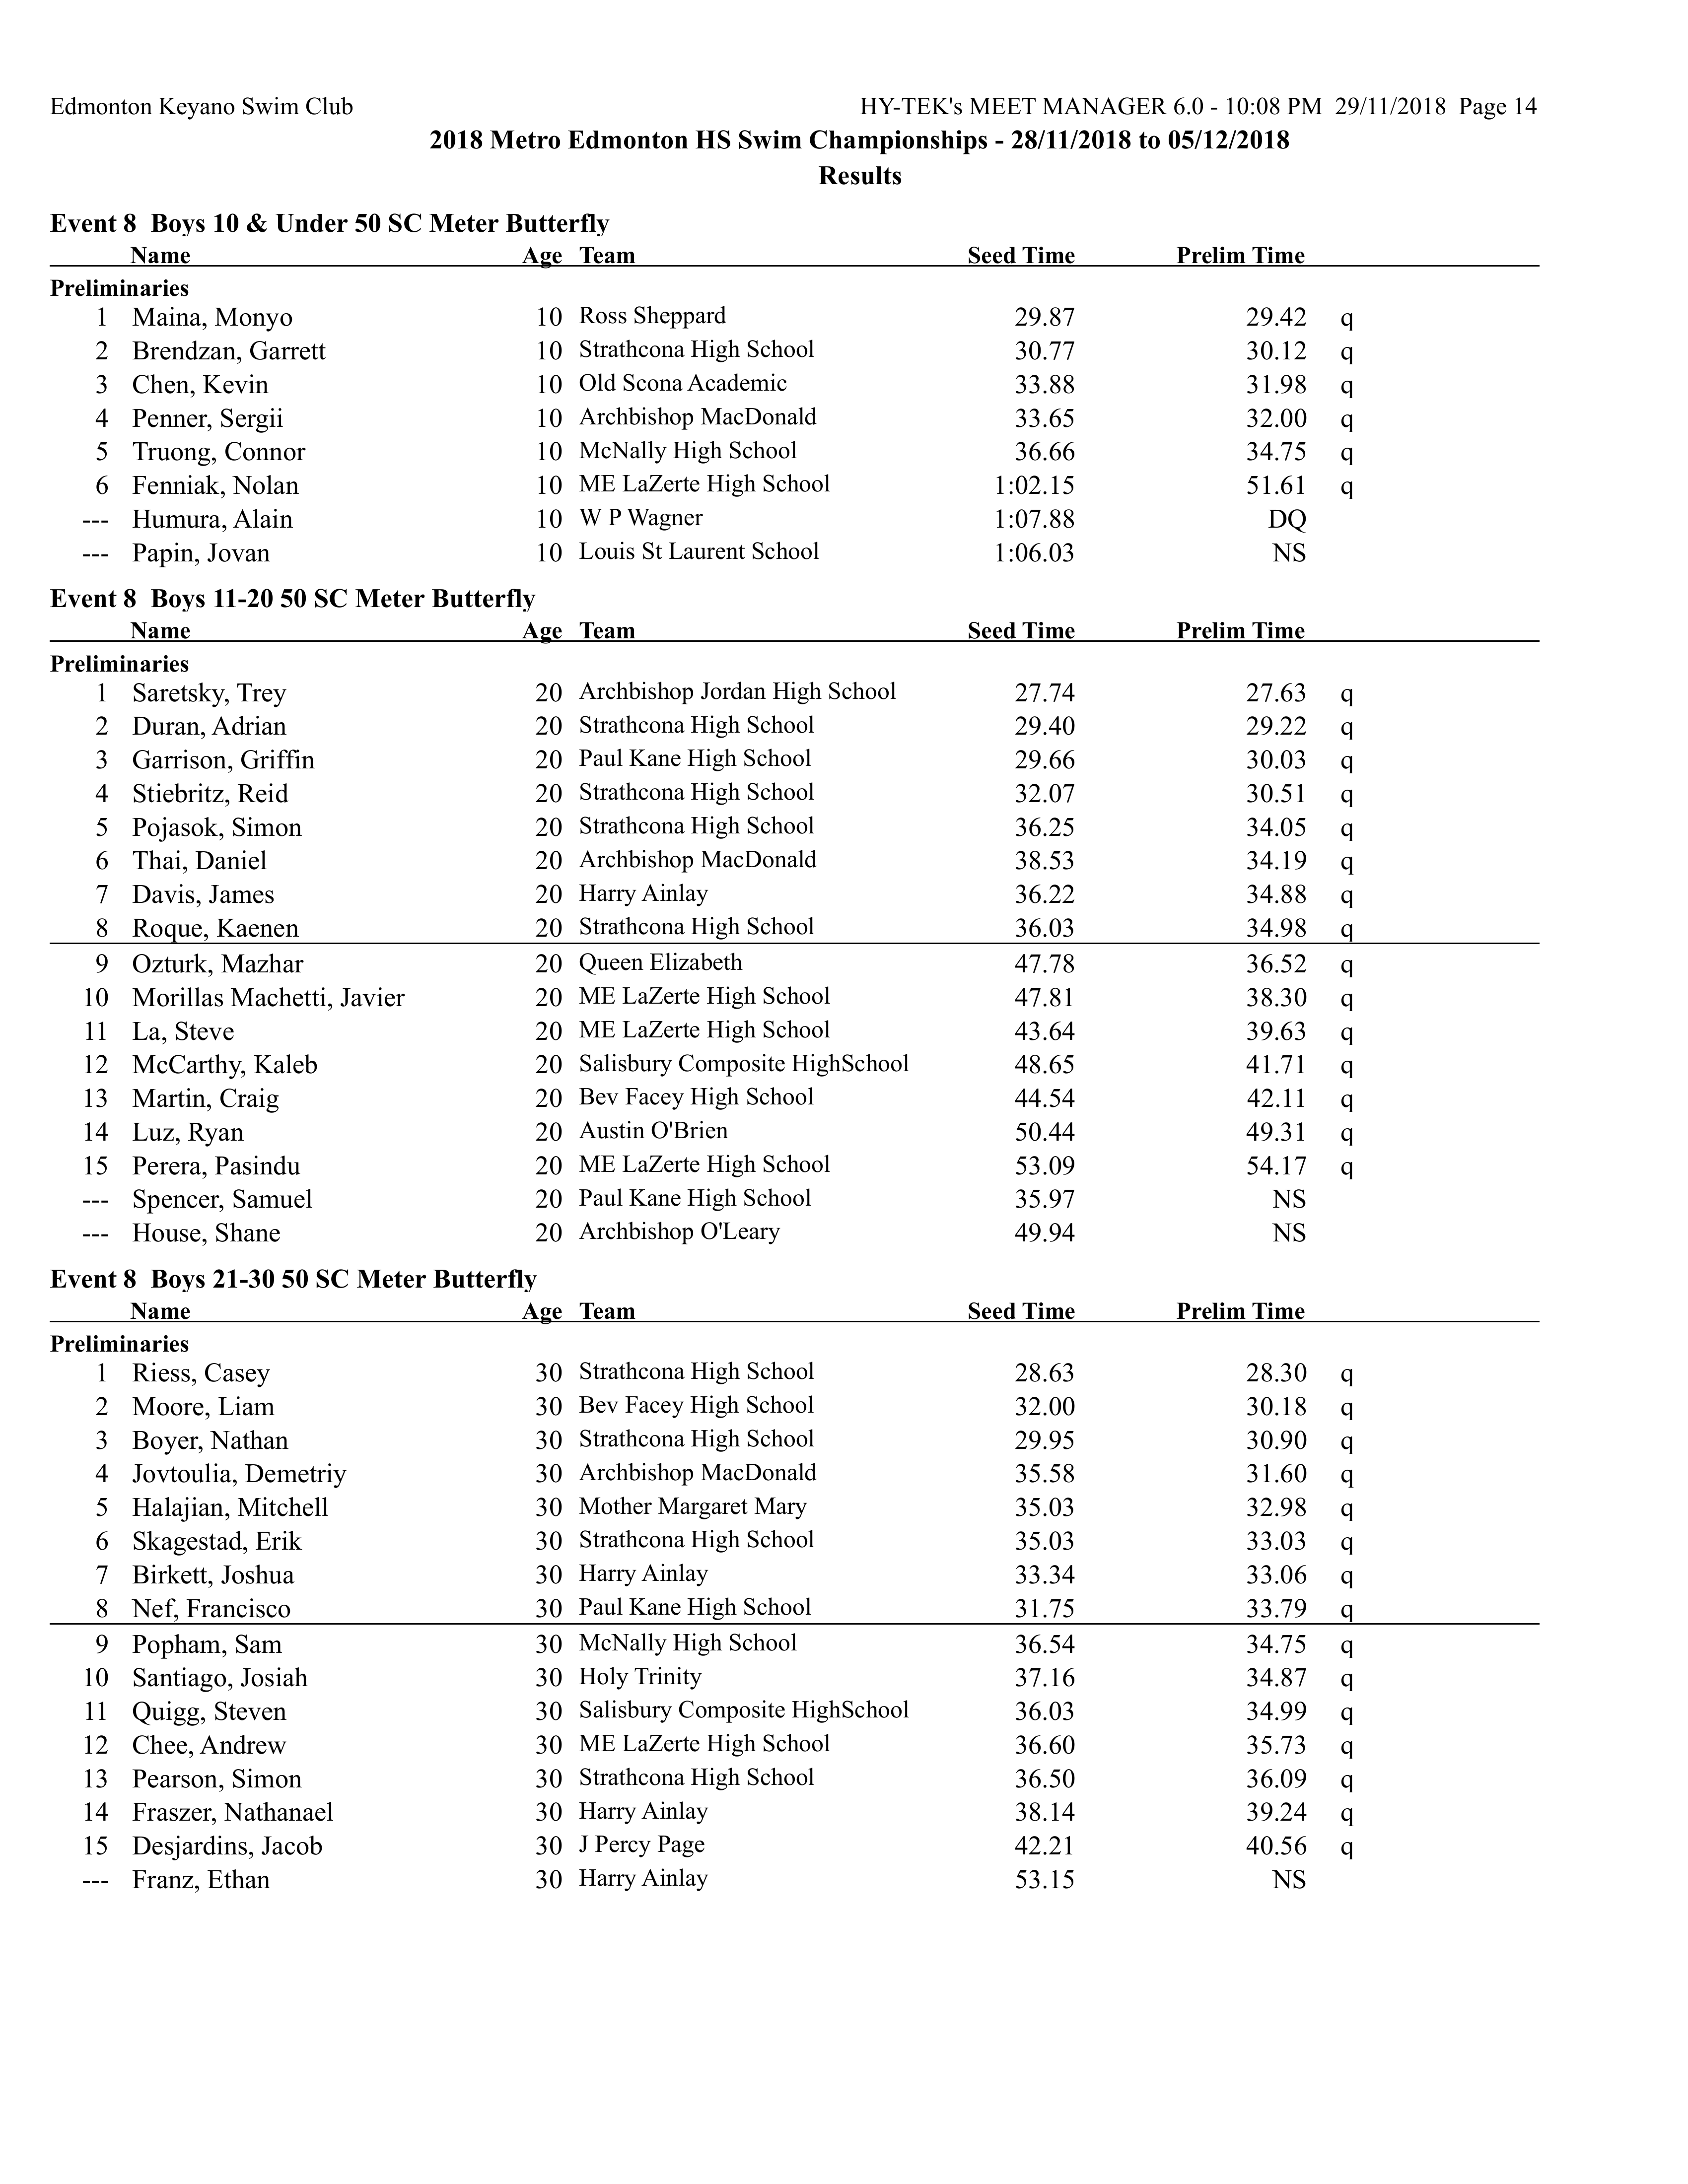 Edmonton Keyano Swim Club HY-TEK's MEET MANAGER 6.0 - 10:08 PM 29/11/2018 Page 14
2018 Metro Edmonton HS Swim Championships - 28/11/2018 to 05/12/2018
Results
Event 8 Boys 10 & Under 50 SC Meter Butterfly
Name Age Team Seed Time Prelim Time
Preliminaries
1 Maina, Monyo 10 Ross Sheppard 29.87 29.42 q
2 Brendzan, Garrett 10 Strathcona High School 30.77 30.12 q
3 Chen, Kevin 10 Old Scona Academic 33.88 31.98 q
4 Penner, Sergii 10 Archbishop MacDonald 33.65 32.00 q
5 Truong, Connor 10 McNally High School 36.66 34.75 q
6 Fenniak, Nolan 10 ME LaZerte High School 1:02.15 51.61 q
--- Humura, Alain 10 W P Wagner 1:07.88 DQ
--- Papin, Jovan 10 Louis St Laurent School 1:06.03 NS
Event 8 Boys 11-20 50 SC Meter Butterfly
Name Age Team Seed Time Prelim Time
Preliminaries
1 Saretsky, Trey 20 Archbishop Jordan High School 27.74 27.63 q
2 Duran, Adrian 20 Strathcona High School 29.40 29.22 q
3 Garrison, Griffin 20 Paul Kane High School 29.66 30.03 q
4 Stiebritz, Reid 20 Strathcona High School 32.07 30.51 q
5 Pojasok, Simon 20 Strathcona High School 36.25 34.05 q
6 Thai, Daniel 20 Archbishop MacDonald 38.53 34.19 q
7 Davis, James 20 Harry Ainlay 36.22 34.88 q
8 Roque, Kaenen 20 Strathcona High School 36.03 34.98 q
9 Ozturk, Mazhar 20 Queen Elizabeth 47.78 36.52 q
10 Morillas Machetti, Javier 20 ME LaZerte High School 47.81 38.30 q
11 La, Steve 20 ME LaZerte High School 43.64 39.63 q
12 McCarthy, Kaleb 20 Salisbury Composite HighSchool 48.65 41.71 q
13 Martin, Craig 20 Bev Facey High School 44.54 42.11 q
14 Luz, Ryan 20 Austin O'Brien 50.44 49.31 q
15 Perera, Pasindu 20 ME LaZerte High School 53.09 54.17 q
--- Spencer, Samuel 20 Paul Kane High School 35.97 NS
--- House, Shane 20 Archbishop O'Leary 49.94 NS
Event 8 Boys 21-30 50 SC Meter Butterfly
Name Age Team Seed Time Prelim Time
Preliminaries
1 Riess, Casey 30 Strathcona High School 28.63 28.30 q
2 Moore, Liam 30 Bev Facey High School 32.00 30.18 q
3 Boyer, Nathan 30 Strathcona High School 29.95 30.90 q
4 Jovtoulia, Demetriy 30 Archbishop MacDonald 35.58 31.60 q
5 Halajian, Mitchell 30 Mother Margaret Mary 35.03 32.98 q
6 Skagestad, Erik 30 Strathcona High School 35.03 33.03 q
7 Birkett, Joshua 30 Harry Ainlay 33.34 33.06 q
8 Nef, Francisco 30 Paul Kane High School 31.75 33.79 q
9 Popham, Sam 30 McNally High School 36.54 34.75 q
10 Santiago, Josiah 30 Holy Trinity 37.16 34.87 q
11 Quigg, Steven 30 Salisbury Composite HighSchool 36.03 34.99 q
12 Chee, Andrew 30 ME LaZerte High School 36.60 35.73 q
13 Pearson, Simon 30 Strathcona High School 36.50 36.09 q
14 Fraszer, Nathanael 30 Harry Ainlay 38.14 39.24 q
15 Desjardins, Jacob 30 J Percy Page 42.21 40.56 q
--- Franz, Ethan 30 Harry Ainlay 53.15 NS